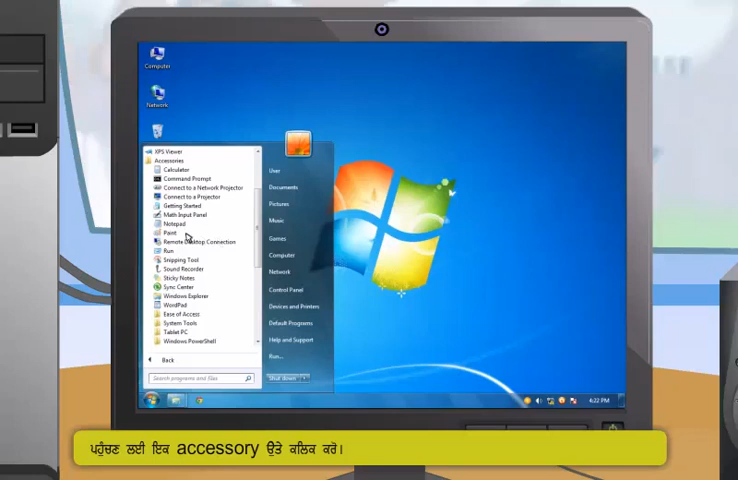 Computer
Network
XPS Viewer
Accessories
Calculator
Command Prompt
Connect to a Network Projector
Connect to a Projector
Getting Started
Math Input Panel
Notepad
Paint
Remote Desktop Connection
Run
Snipping Tool
Sound Recorder
Sticky Notes
Sync Center
Windows Explorer
WordPad
Ease of Access
System Tools
Tablet PC
Windows PowerShell
Back
Search programs and files
User
Documents
Pictures
Music
Games
Computer
Network
Control Panel
Devices and Printers
Default Programs
Help and Support
Run...
Shut down
4:22 PM
ਪਹੁੰਚਣ ਲਈ ਇਕ accessory ਉਤੇ ਕਲਿਕ ਕਰੋ।